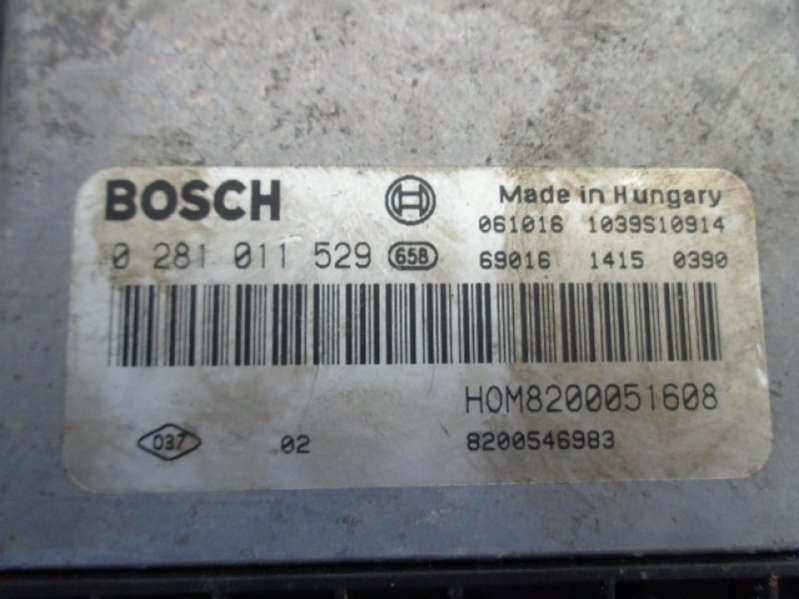 BOSCH
Made in Hungary
061016 1039S10914
0 281 011 529 658
69016 1415 0390
HOM8200051608
037 02
8200546983